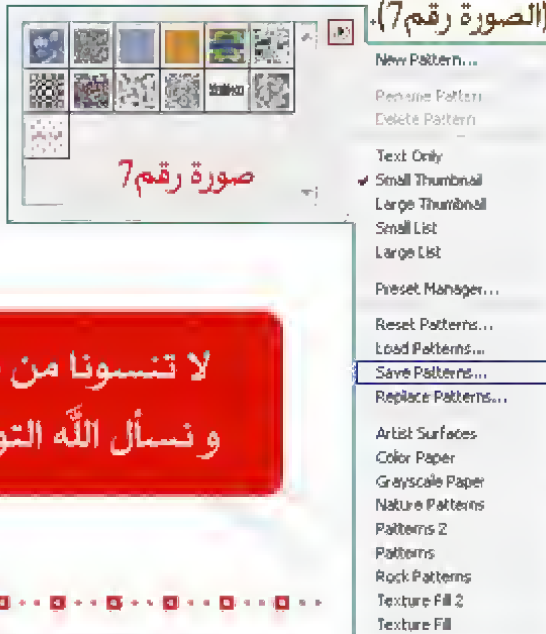 (الصورة رقم7).
صورة رقم7
New Pattern...
Rename Pattern
Delete Pattern
Text Only
Small Thumbnail
Large Thumbnail
Small List
Large List
Preset Manager...
Reset Patterns...
Load Patterns...
Save Patterns...
Replace Patterns...
Artist Surfaces
Color Paper
Grayscale Paper
Nature Patterns
Patterns 2
Patterns
Rock Patterns
Texture Fill 2
Texture Fill
لا تنسونا من
و نسأل الله